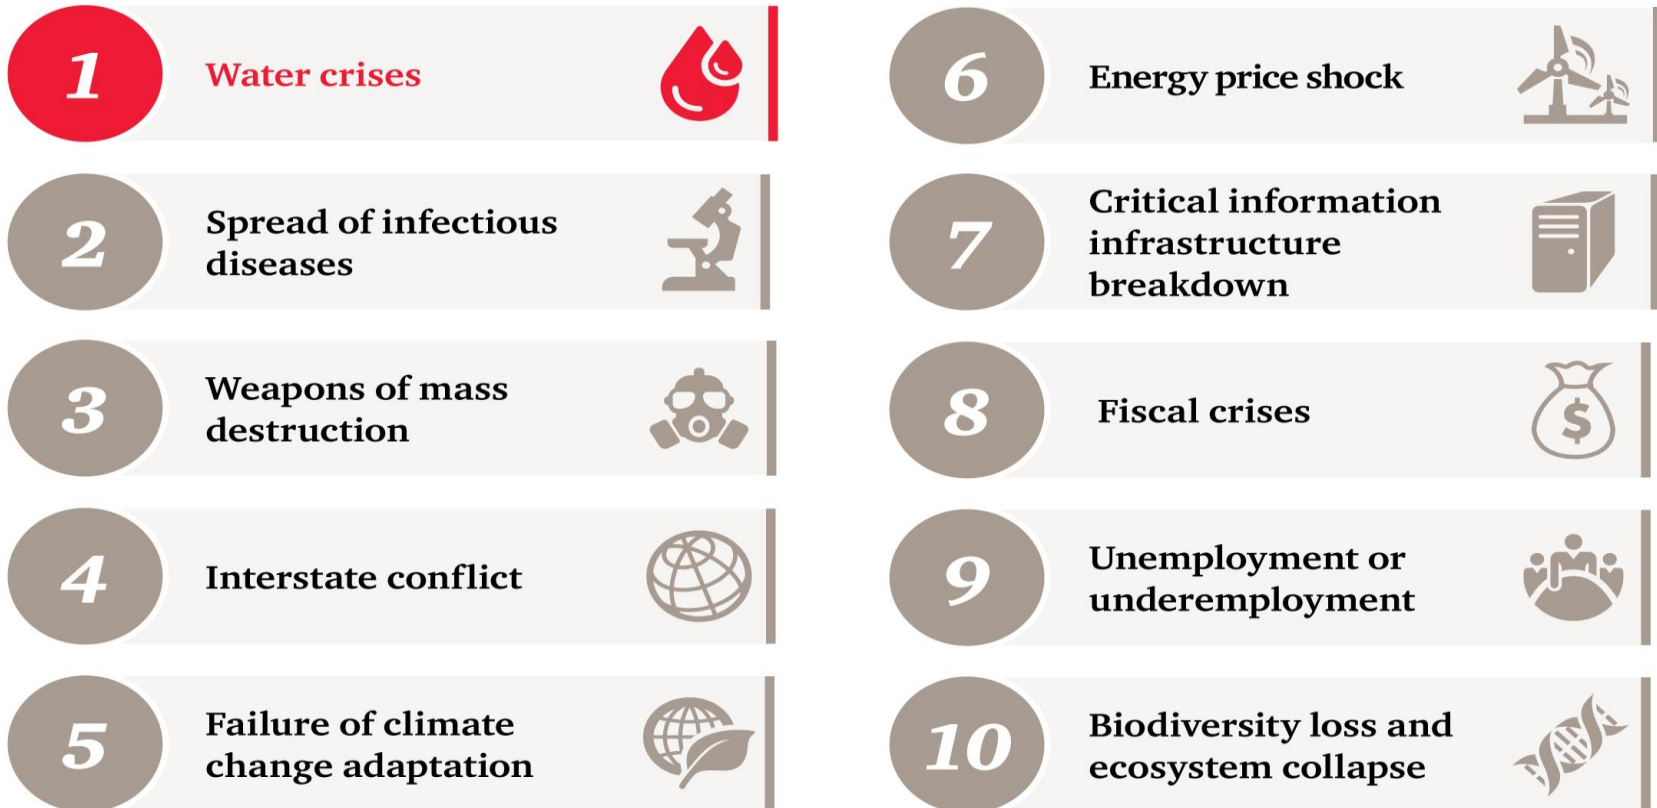 1
Water crises
2
Spread of infectious
diseases
3
Weapons of mass
destruction
4
Interstate conflict
5
Failure of climate
change adaptation
6
Energy price shock
7
Critical information
infrastructure
breakdown
8
Fiscal crises
$
9
Unemployment or
underemployment
10
Biodiversity loss and
ecosystem collapse